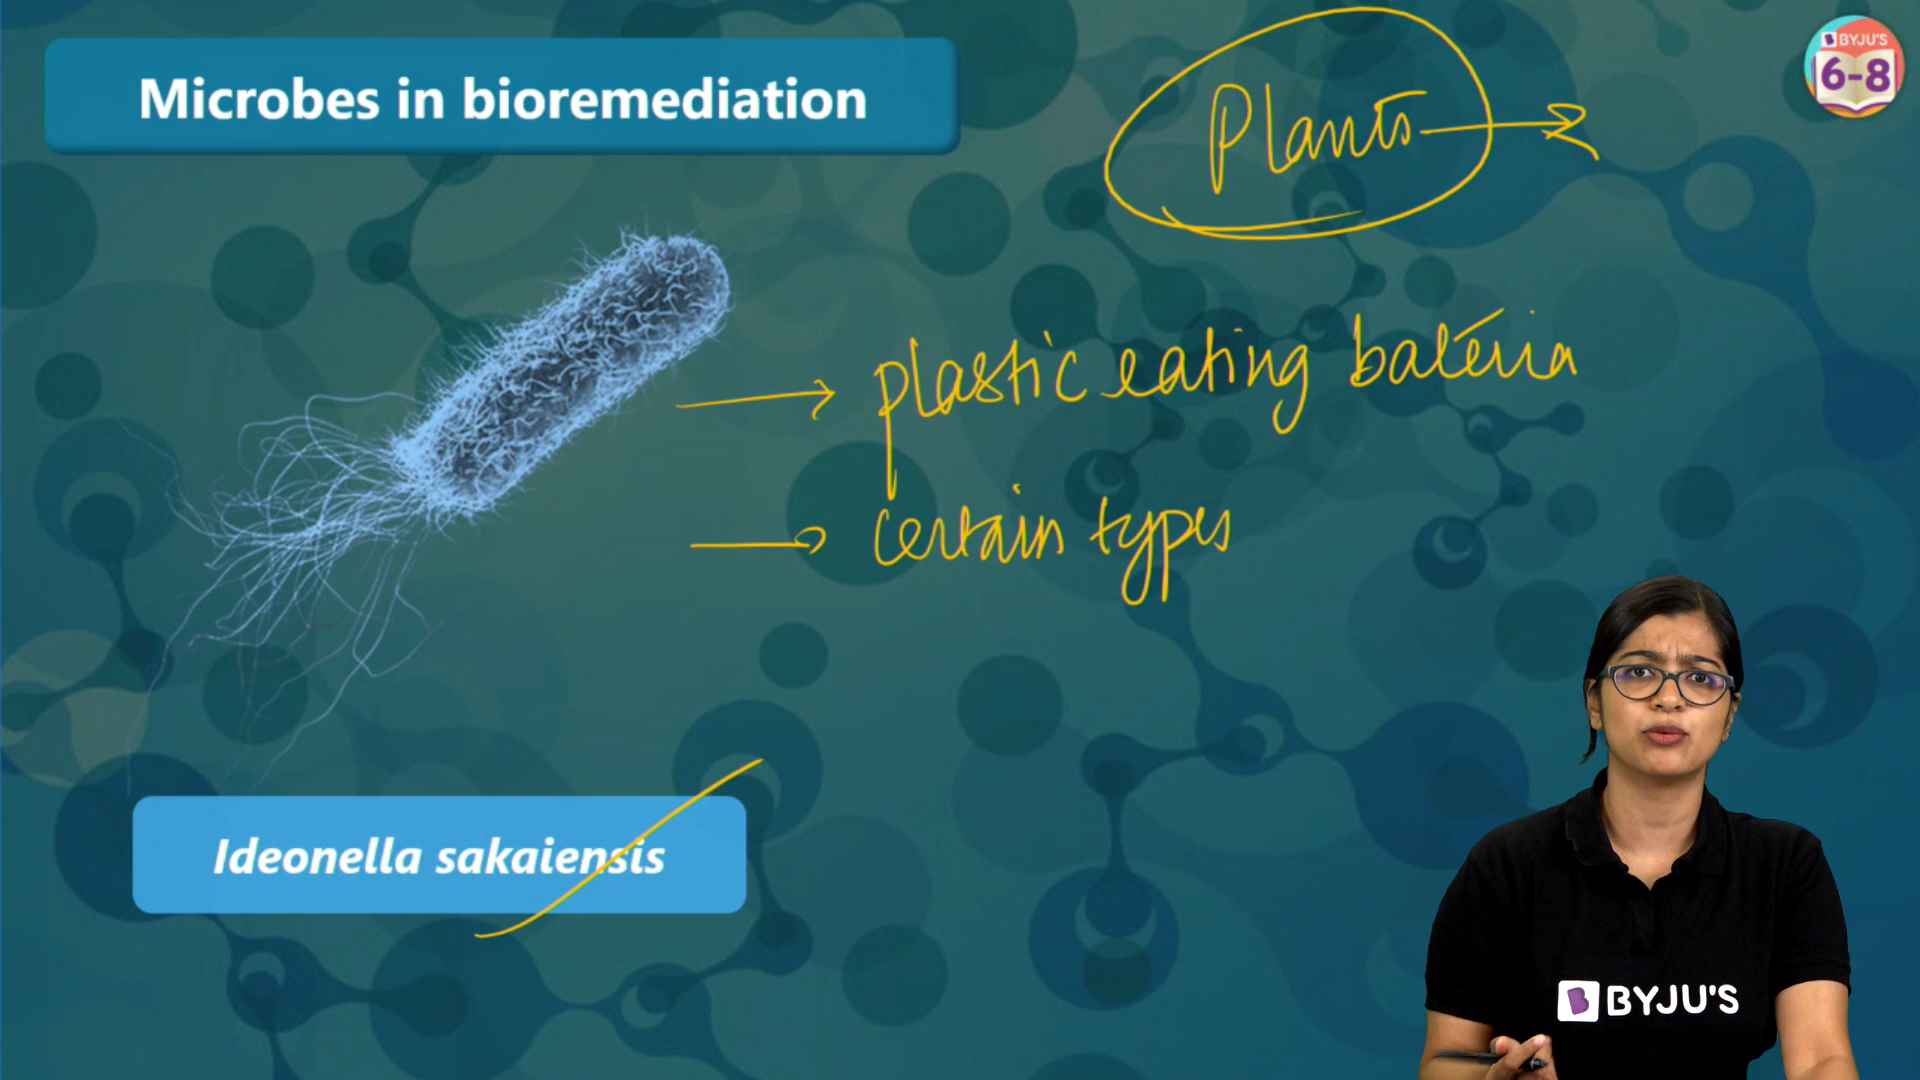 Microbes in bioremediation
Plants
BYJU'S
6-8
plastic eating bateria
certain types
Ideonella sakaiensis
BYJU'S